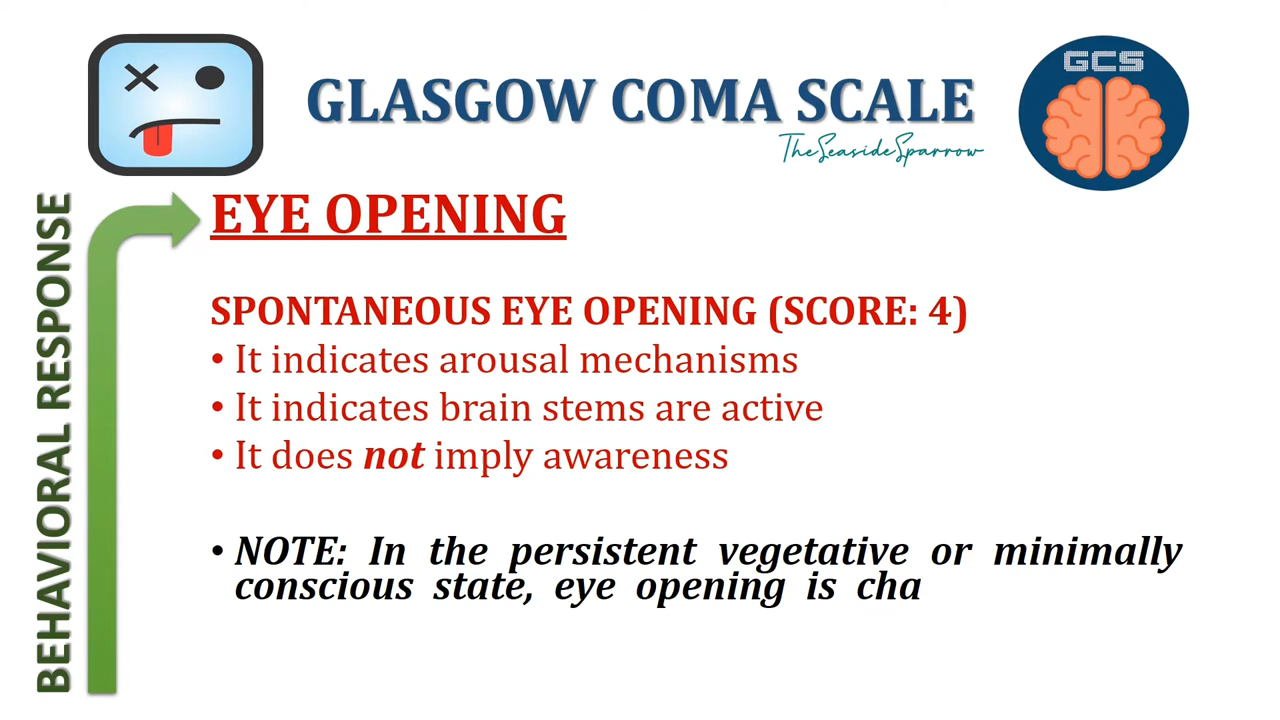 GCS
GLASGOW COMA SCALE
TheSeasideSparrow
BEHAVIORAL RESPONSE
EYE OPENING
SPONTANEOUS EYE OPENING (SCORE: 4)
• It indicates arousal mechanisms
• It indicates brain stems are active
• It does not imply awareness
• NOTE: In the persistent vegetative or minimally
conscious state, eye opening is cha